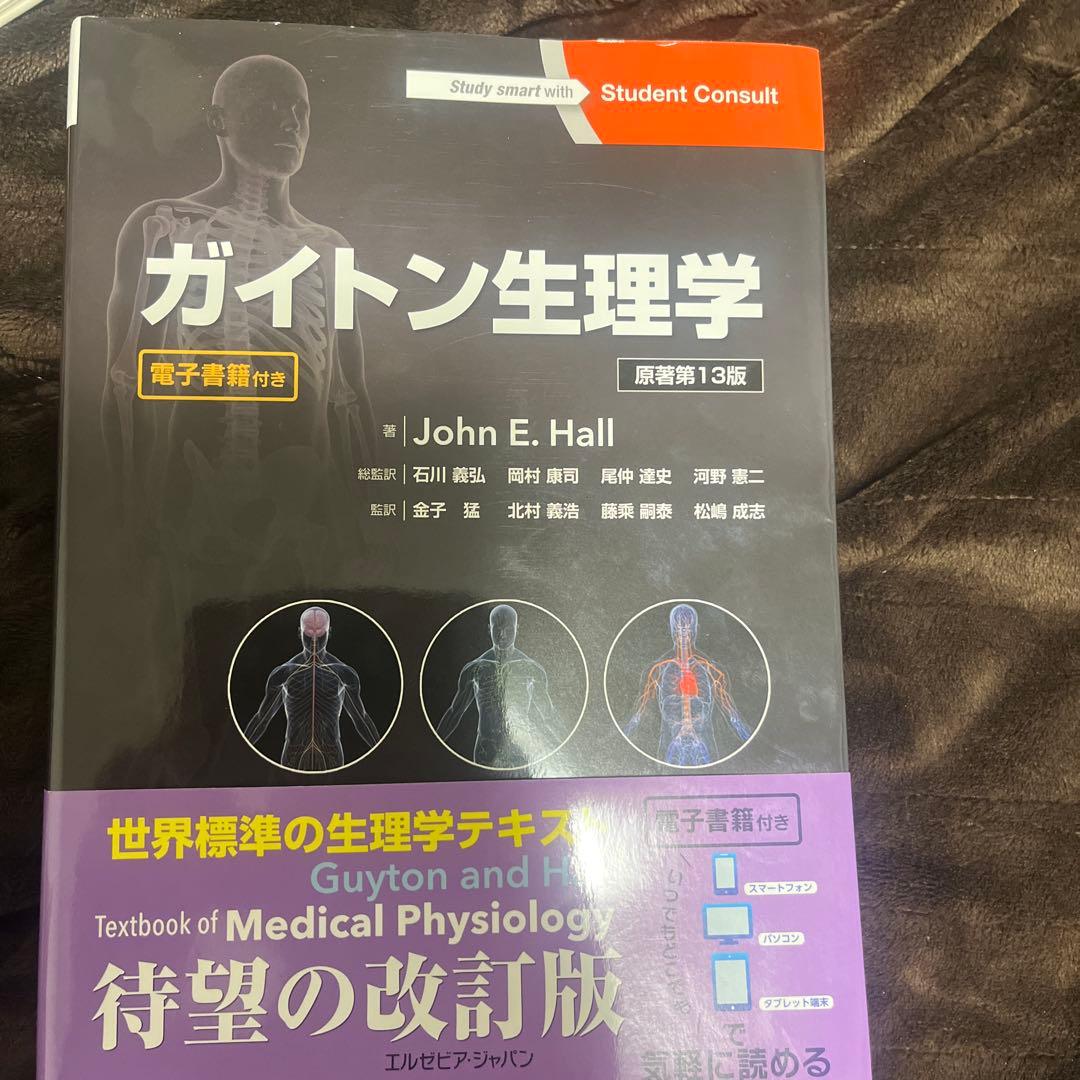 Study smart with Student Consult
ガイトン生理学
電子書籍付き
原著第13版
著 John E. Hall
総監訳 石川 義弘 岡村 康司 尾仲 達史 河野 憲二
監訳 金子 猛 北村 義浩 藤乗 嗣泰 松嶋 成志
世界標準の生理学テキスト
Guyton and
Textbook of Medical Physiology
待望の改訂版
エルゼビア・ジャパン
電子書籍付き
スマートフォン
パソコン
タブレット端末
で
気軽に読める